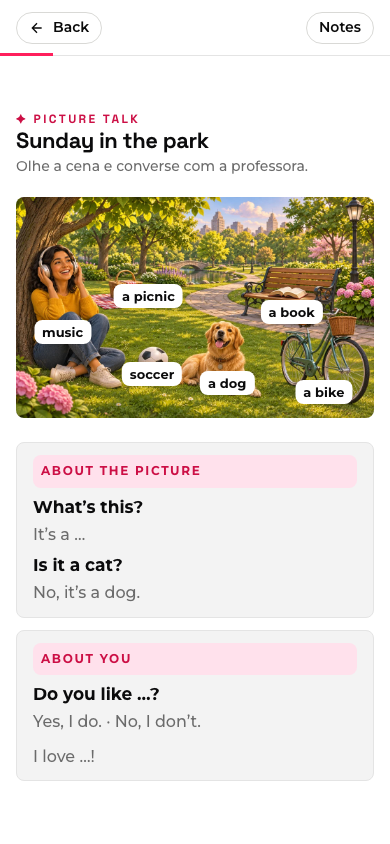 Back
Notes
PICTURE TALK
Sunday in the park
Olhe a cena e converse com a professora.
a picnic
a book
music
soccer
a dog
a bike
ABOUT THE PICTURE
What's this?
It's a ...
Is it a cat?
No, it's a dog.
ABOUT YOU
Do you like ...?
Yes, I do. · No, I don't.
I love ...!